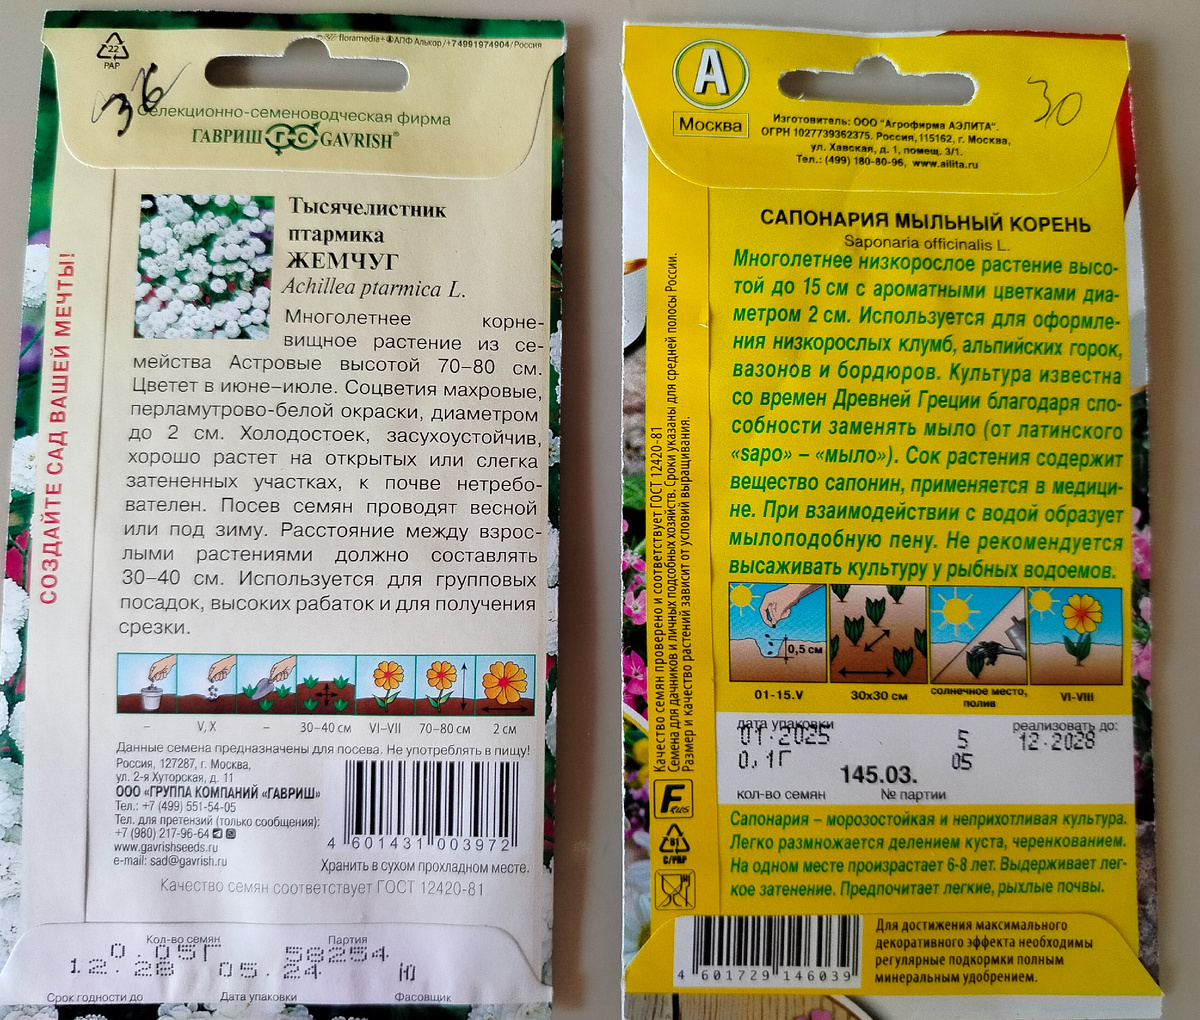 22
PAP
floramedia+
АПФ Алькор/+74991974904/Россия
36
Селекционно-семеноводческая фирма
ГАВРИШ ГС GAVRISH®
СОЗДАЙТЕ САД ВАШЕЙ МЕЧТЫ!
Тысячелистник
птармика
ЖЕМЧУГ
Achillea ptarmica L.
Многолетнее корне-
вищное растение из се-
мейства Астровые высотой 70–80 см.
Цветет в июне–июле. Соцветия махровые,
перламутрово-белой окраски, диаметром
до 2 см. Холодостоек, засухоустойчив,
хорошо растет на открытых или слегка
затененных участках, к почве нетребо-
вателен. Посев семян проводят весной
или под зиму. Расстояние между взрос-
лыми растениями должно составлять
30–40 см. Используется для групповых
посадок, высоких рабаток и для получения
срезки.
– V, X – 30–40 см VI–VII 70–80 см 2 см
Данные семена предназначены для посева. Не употреблять в пищу!
Россия, 127287, г. Москва,
ул. 2-я Хуторская, д. 11
ООО «ГРУППА КОМПАНИЙ «ГАВРИШ»
Тел.: +7 (499) 551-54-05
Тел. для претензий (только сообщения):
+7 (980) 217-96-64
www.gavrishseeds.ru
e-mail: sad@gavrish.ru
4 601431 003972
Хранить в сухом прохладном месте.
Качество семян соответствует ГОСТ 12420-81
Кол-во семян Партия
0.05Г 58254
12.28 05.24 Ю
Срок годности до Дата упаковки Фасовщик
А
Москва
30
Изготовитель: ООО "Агрофирма АЭЛИТА".
ОГРН 1027739362375. Россия,115162, г. Москва,
ул. Хавская, д. 1, помещ. 3/1.
Тел.: (499) 180-80-96, www.ailita.ru
САПОНАРИЯ МЫЛЬНЫЙ КОРЕНЬ
Saponaria officinalis L.
Многолетнее низкорослое растение высо-
той до 15 см с ароматными цветками диа-
метром 2 см. Используется для оформле-
ния низкорослых клумб, альпийских горок,
вазонов и бордюров. Культура известна
со времен Древней Греции благодаря спо-
собности заменять мыло (от латинского
«sapo» – «мыло»). Сок растения содержит
вещество сапонин, применяется в медици-
не. При взаимодействии с водой образует
мылоподобную пену. Не рекомендуется
высаживать культуру у рыбных водоемов.
Качество семян проверено и соответствует ГОСТ 12420-81
Семена для дачников и личных подсобных хозяйств. Сроки указаны для средней полосы России.
Размер и качество растений зависит от условий выращивания.
0,5 см
01-15.V 30х30 см солнечное место, полив VI-VIII
дата упаковки реализовать до:
01.2025 5 12.2028
0,1Г 05
145.03.
кол-во семян № партии
F RUS
81
C/PAP
Сапонария – морозостойкая и неприхотливая культура.
Легко размножается делением куста, черенкованием.
На одном месте произрастает 6-8 лет. Выдерживает лег-
кое затенение. Предпочитает легкие, рыхлые почвы.
4 601729 146039
Для достижения максимального
декоративного эффекта необходимы
регулярные подкормки полным
минеральным удобрением.